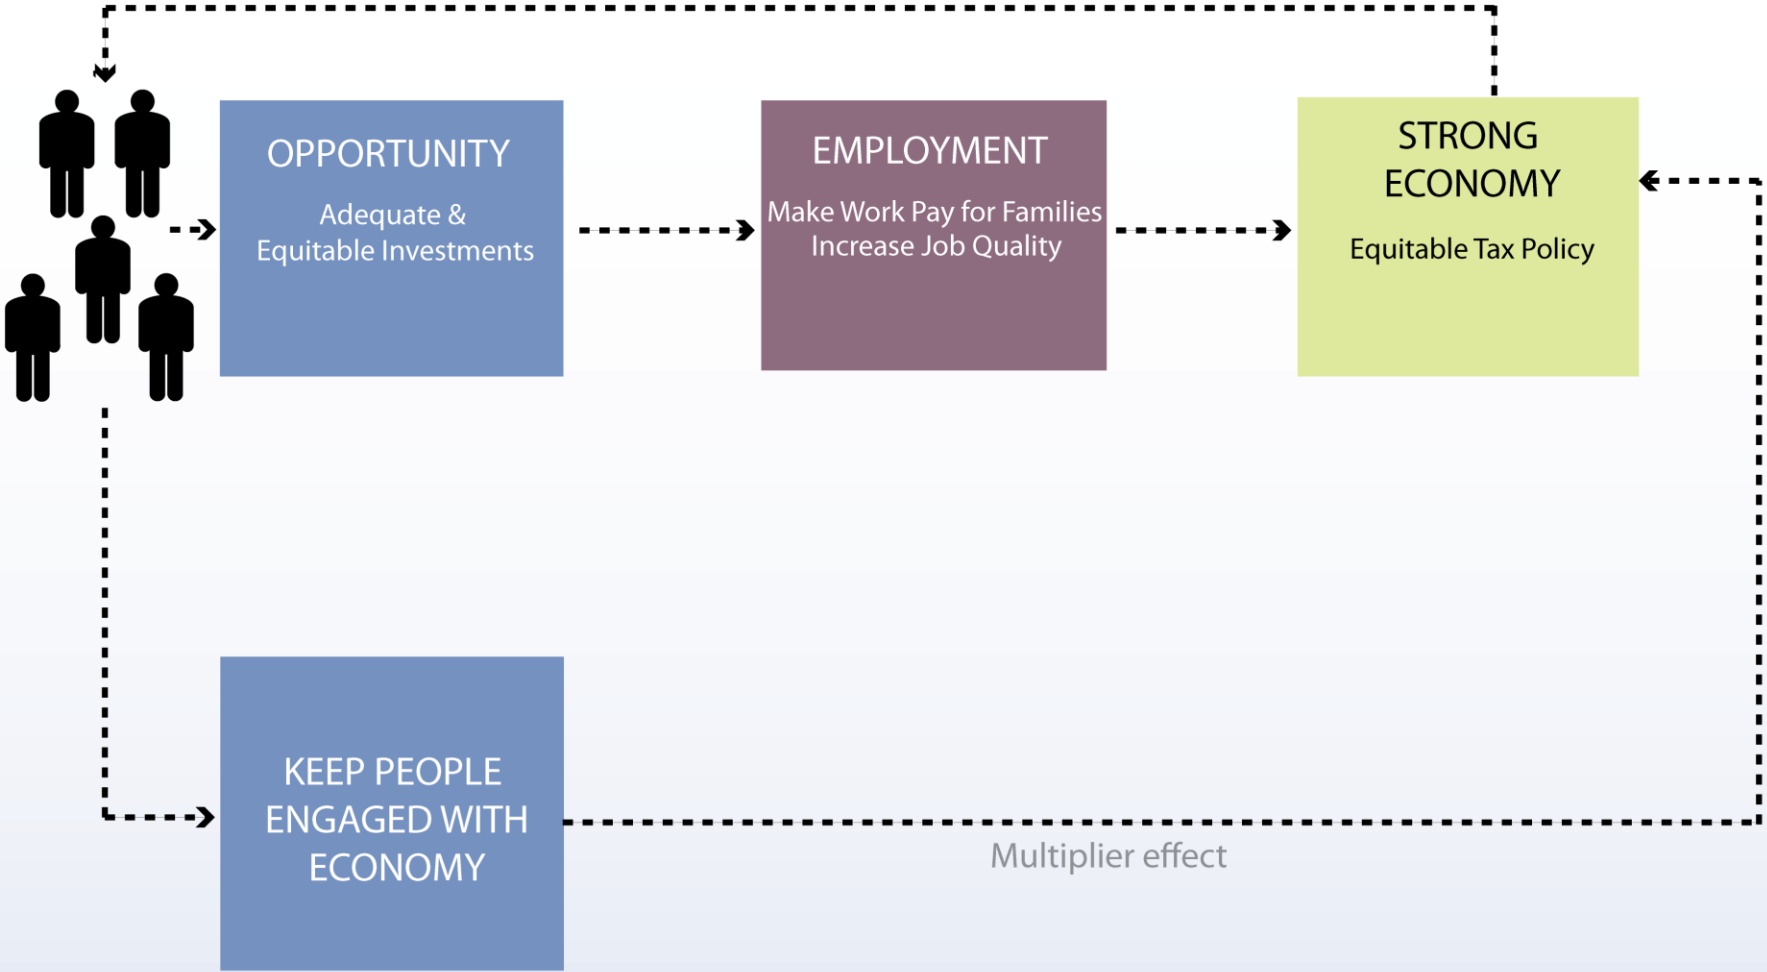 OPPORTUNITY
Adequate &
Equitable Investments
EMPLOYMENT
Make Work Pay for Families
Increase Job Quality
STRONG
ECONOMY
Equitable Tax Policy
KEEP PEOPLE
ENGAGED WITH
ECONOMY
Multiplier effect